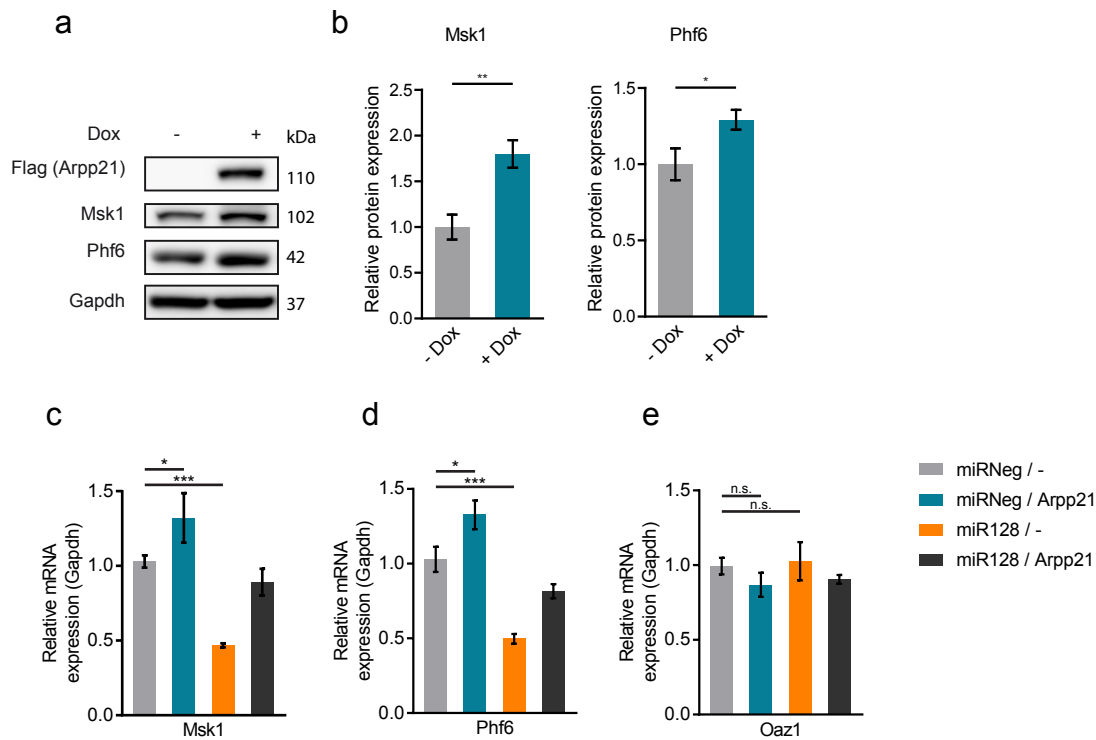 a
Dox - + kDa
Flag (Arpp21) 110
Msk1 102
Phf6 42
Gapdh 37
b
Msk1
Relative protein expression
2.5
2.0
1.5
1.0
0.5
0.0
**
- Dox
+ Dox
Phf6
Relative protein expression
1.5
1.0
0.5
0.0
*
- Dox
+ Dox
c
Relative mRNA
expression (Gapdh)
1.5
1.0
0.5
0.0
*
***
Msk1
d
Relative mRNA
expression (Gapdh)
1.5
1.0
0.5
0.0
*
***
Phf6
e
Relative mRNA
expression (Gapdh)
1.5
1.0
0.5
0.0
n.s.
n.s.
Oaz1
miRNeg / -
miRNeg / Arpp21
miR128 / -
miR128 / Arpp21